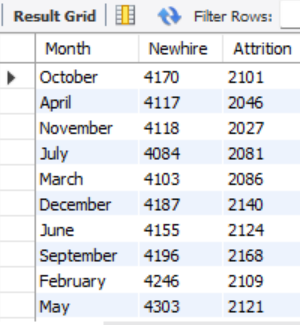 Result Grid Filter Rows:
Month Newhire Attrition
October 4170 2101
April 4117 2046
November 4118 2027
July 4084 2081
March 4103 2086
December 4187 2140
June 4155 2124
September 4196 2168
February 4246 2109
May 4303 2121